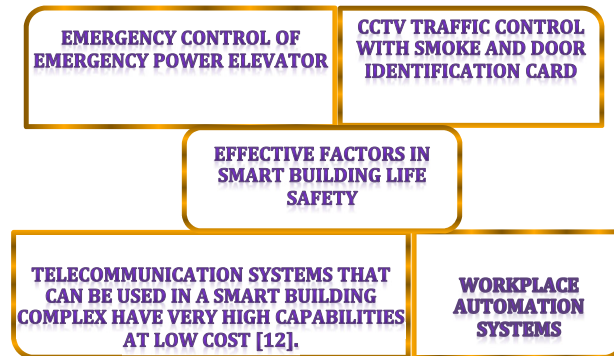 EMERGENCY CONTROL OF
EMERGENCY POWER ELEVATOR
CCTV TRAFFIC CONTROL
WITH SMOKE AND DOOR
IDENTIFICATION CARD
EFFECTIVE FACTORS IN
SMART BUILDING LIFE
SAFETY
TELECOMMUNICATION SYSTEMS THAT
CAN BE USED IN A SMART BUILDING
COMPLEX HAVE VERY HIGH CAPABILITIES
AT LOW COST [12].
WORKPLACE
AUTOMATION
SYSTEMS